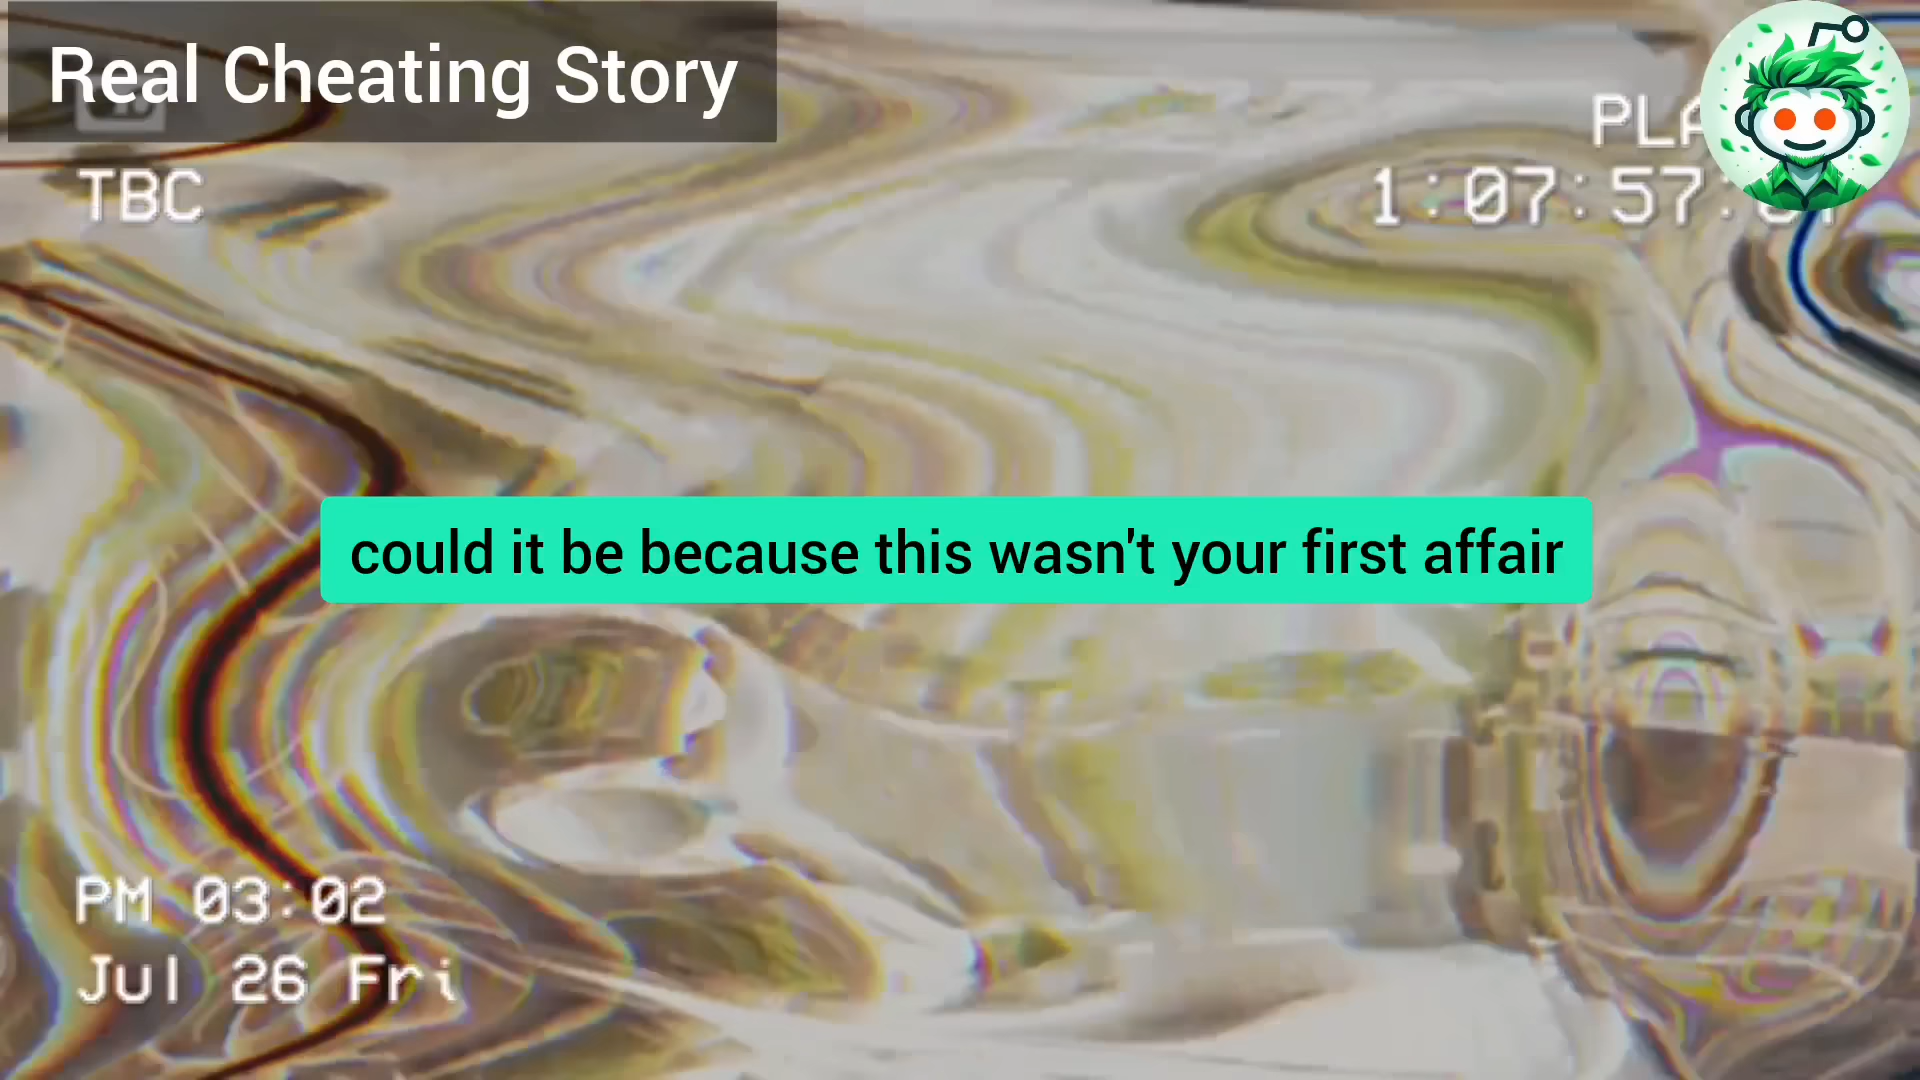 Real Cheating Story
TBC
1:07:57:
could it be because this wasn't your first affair
PM 03:02
Jul 26 Fri